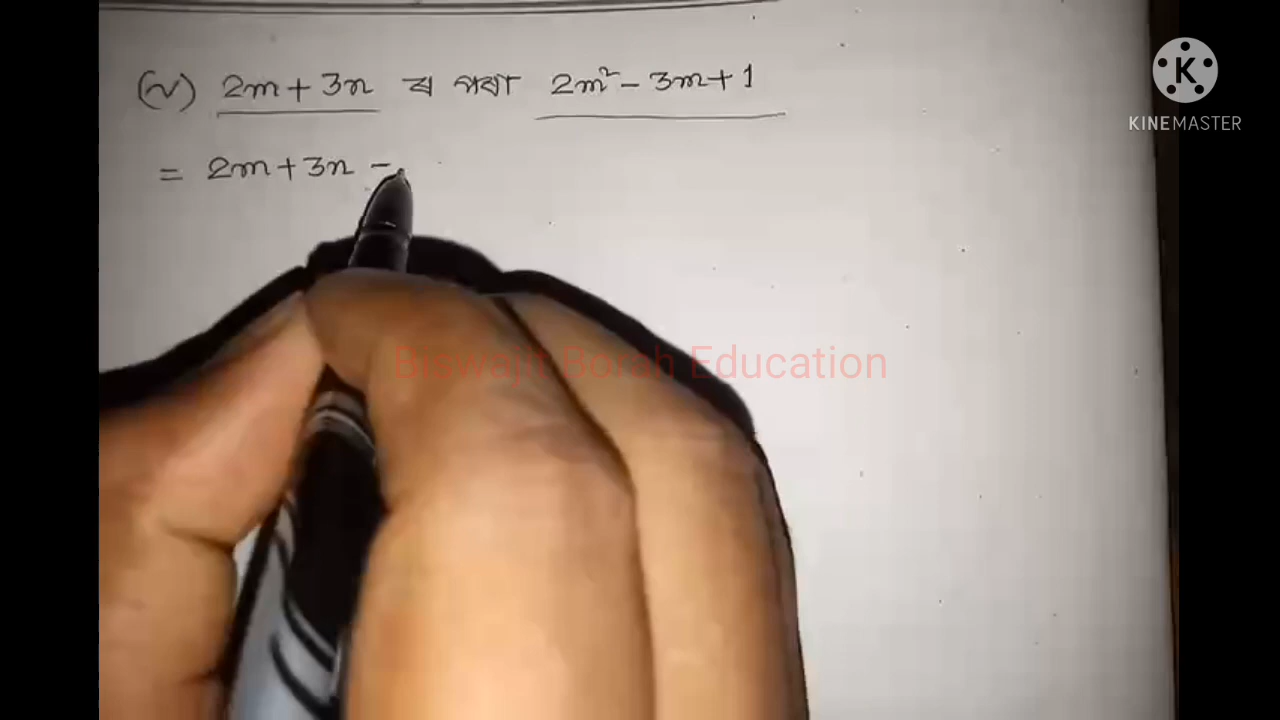 (v) 2m + 3n ৰ পৰা 2m² - 3m + 1
= 2m + 3n -
KINEMASTER
Biswajit Borah Education